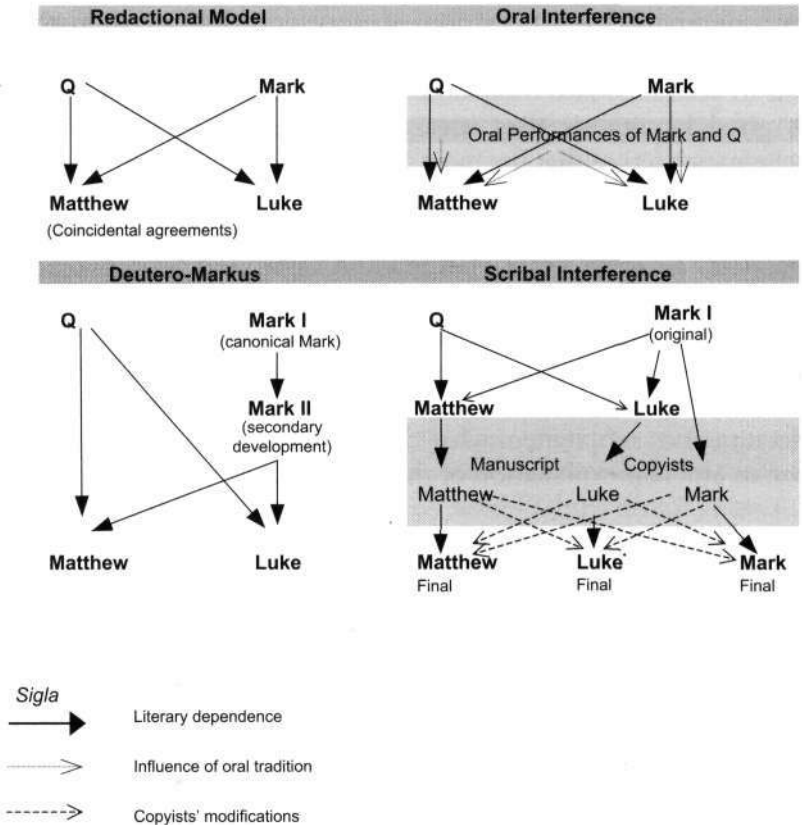 Redactional Model
Oral Interference
Q
Mark
Matthew
Luke
(Coincidental agreements)
Q
Mark
Oral Performances of Mark and Q
Matthew
Luke
Deutero-Markus
Scribal Interference
Q
Mark I
(canonical Mark)
Mark II
(secondary
development)
Matthew
Luke
Q
Mark I
(original)
Matthew
Luke
Manuscript
Copyists
Matthew
Luke
Mark
Matthew
Luke
Mark
Final
Final
Final
Sigla
Literary dependence
Influence of oral tradition
Copyists' modifications